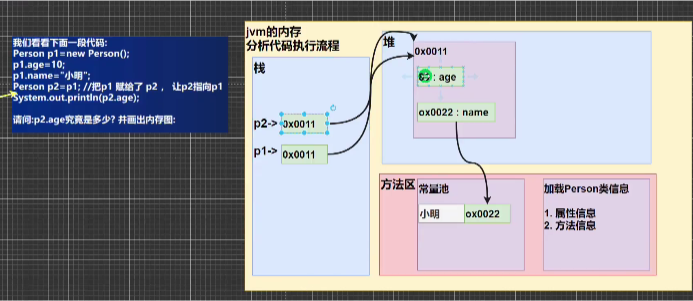 我们看看下面一段代码:
Person p1=new Person();
p1.age=10;
p1.name="小明";
Person p2=p1; //把p1 赋给了 p2 ， 让p2指向p1
System.out.println(p2.age);
请问:p2.age究竟是多少? 并画出内存图:
jvm的内存
分析代码执行流程
栈
p2->
0x0011
p1->
0x0011
堆
0x0011
: age
ox0022 : name
方法区
常量池
小明
ox0022
加载Person类信息
1. 属性信息
2. 方法信息